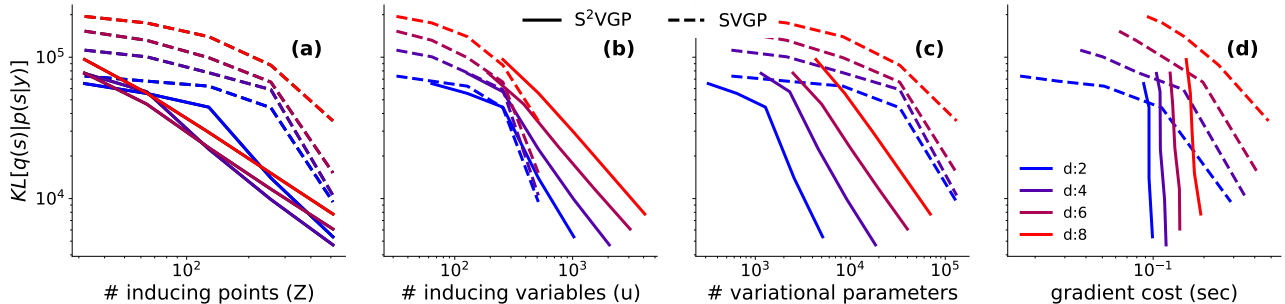 S²VGP
SVGP
(a)
(b)
(c)
(d)
KL[q(s)|p(s|y)]
10⁵
10⁴
10²
10²
10³
10³
10⁴
10⁵
10⁻¹
d:2
d:4
d:6
d:8
# inducing points (Z)
# inducing variables (u)
# variational parameters
gradient cost (sec)